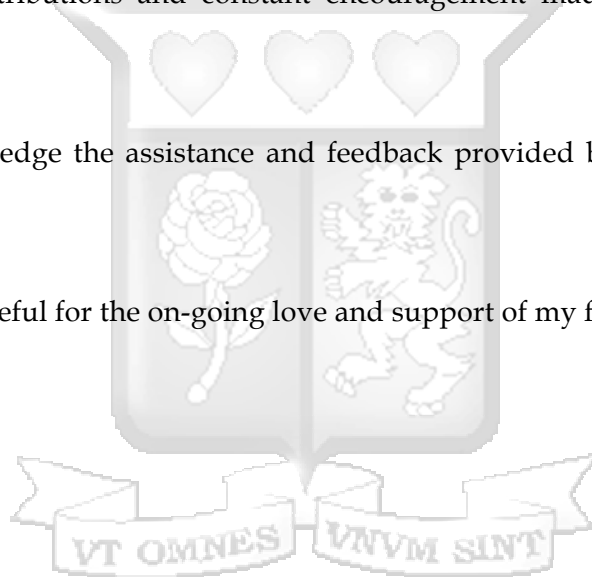 tributions and constant encouragement
edge the assistance and feedback provided
eful for the on-going love and support of my
VT OMNES VNVM SINT